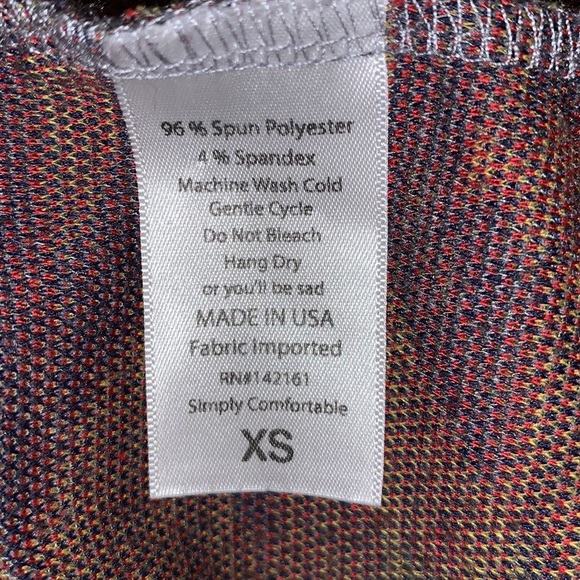 96 % Spun Polyester
4 % Spandex
Machine Wash Cold
Gentle Cycle
Do Not Bleach
Hang Dry
or you'll be sad
MADE IN USA
Fabric Imported
RN#142161
Simply Comfortable
XS